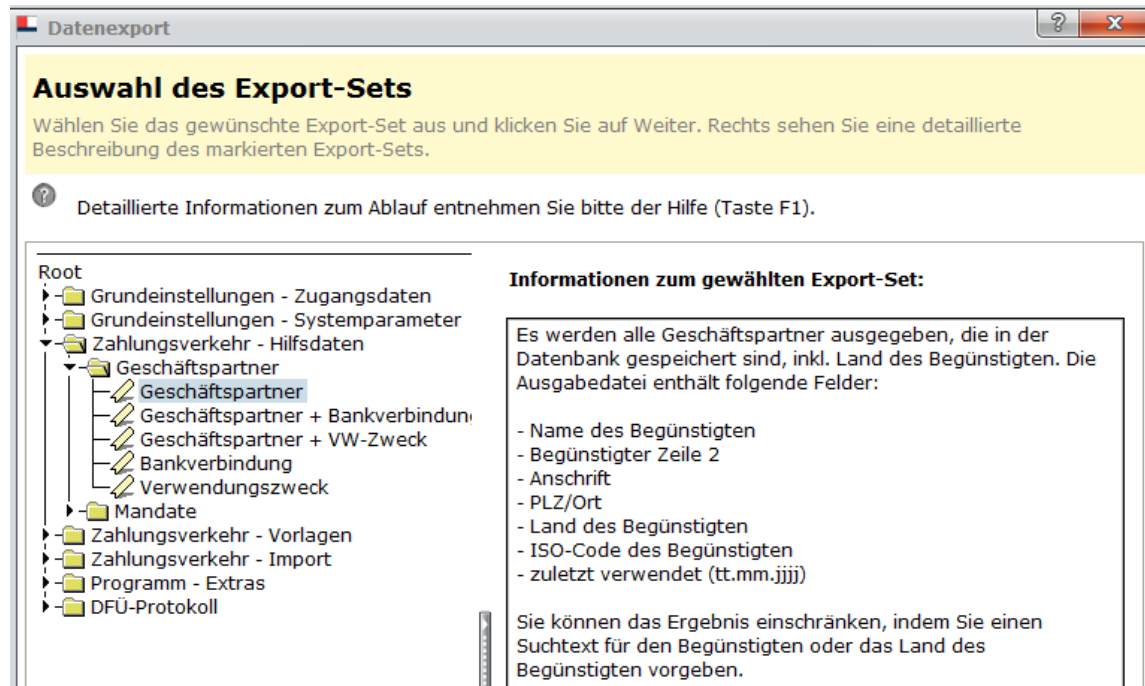 Datenexport
Auswahl des Export-Sets
Wählen Sie das gewünschte Export-Set aus und klicken Sie auf Weiter. Rechts sehen Sie eine detaillierte
Beschreibung des markierten Export-Sets.
Detaillierte Informationen zum Ablauf entnehmen Sie bitte der Hilfe (Taste F1).
Root
Grundeinstellungen - Zugangsdaten
Grundeinstellungen - Systemparameter
Zahlungsverkehr - Hilfsdaten
Geschäftspartner
Geschäftspartner
Geschäftspartner + Bankverbindun
Geschäftspartner + VW-Zweck
Bankverbindung
Verwendungszweck
Mandate
Zahlungsverkehr - Vorlagen
Zahlungsverkehr - Import
Programm - Extras
DFÜ-Protokoll
Informationen zum gewählten Export-Set:
Es werden alle Geschäftspartner ausgegeben, die in der
Datenbank gespeichert sind, inkl. Land des Begünstigten. Die
Ausgabedatei enthält folgende Felder:
- Name des Begünstigten
- Begünstigter Zeile 2
- Anschrift
- PLZ/Ort
- Land des Begünstigten
- ISO-Code des Begünstigten
- zuletzt verwendet (tt.mm.jjjj)
Sie können das Ergebnis einschränken, indem Sie einen
Suchtext für den Begünstigten oder das Land des
Begünstigten vorgeben.